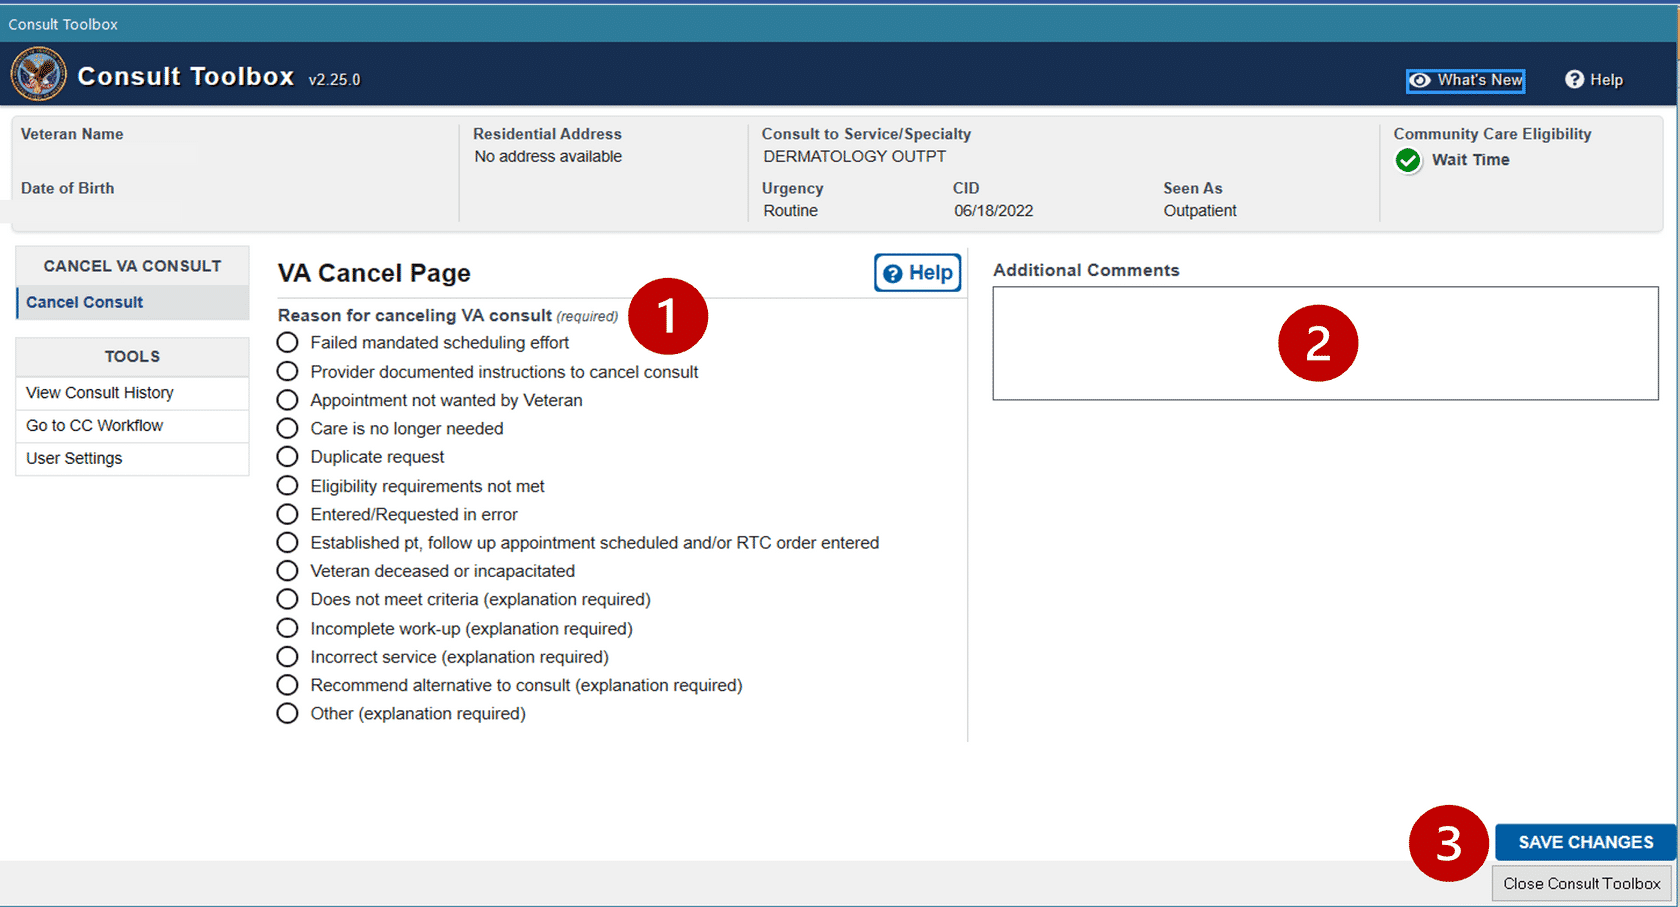 Consult Toolbox
Consult Toolbox v2.25.0
What's New
Help
Veteran Name
Date of Birth
Residential Address
No address available
Consult to Service/Specialty
DERMATOLOGY OUTPT
Urgency
Routine
CID
06/18/2022
Seen As
Outpatient
Community Care Eligibility
Wait Time
CANCEL VA CONSULT
Cancel Consult
TOOLS
View Consult History
Go to CC Workflow
User Settings
VA Cancel Page
Help
Reason for canceling VA consult (required)
1
Failed mandated scheduling effort
Provider documented instructions to cancel consult
Appointment not wanted by Veteran
Care is no longer needed
Duplicate request
Eligibility requirements not met
Entered/Requested in error
Established pt, follow up appointment scheduled and/or RTC order entered
Veteran deceased or incapacitated
Does not meet criteria (explanation required)
Incomplete work-up (explanation required)
Incorrect service (explanation required)
Recommend alternative to consult (explanation required)
Other (explanation required)
Additional Comments
2
3
SAVE CHANGES
Close Consult Toolbox